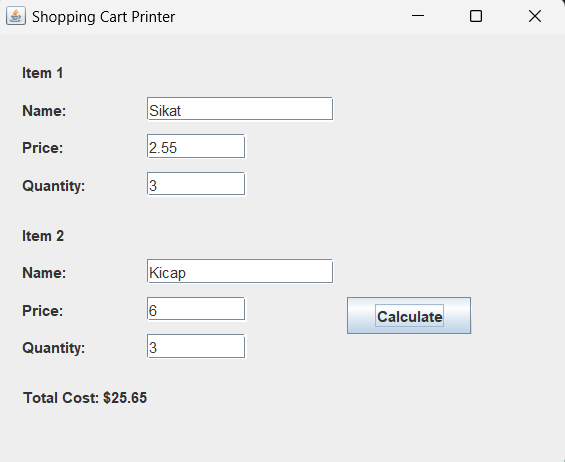 Shopping Cart Printer
Item 1
Name: Sikat
Price: 2.55
Quantity: 3
Item 2
Name: Kicap
Price: 6
Calculate
Quantity: 3
Total Cost: $25.65